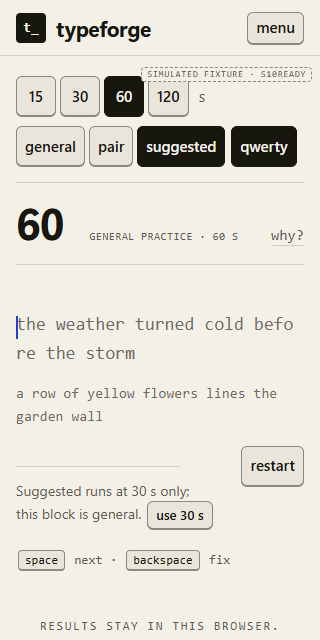 t_ typeforge menu
SIMULATED FIXTURE · S10READY
15 30 60 120 s
general pair suggested qwerty
60 GENERAL PRACTICE · 60 S why?
the weather turned cold befo
re the storm
a row of yellow flowers lines the
garden wall
restart
Suggested runs at 30 s only;
this block is general. use 30 s
space next · backspace fix
RESULTS STAY IN THIS BROWSER.